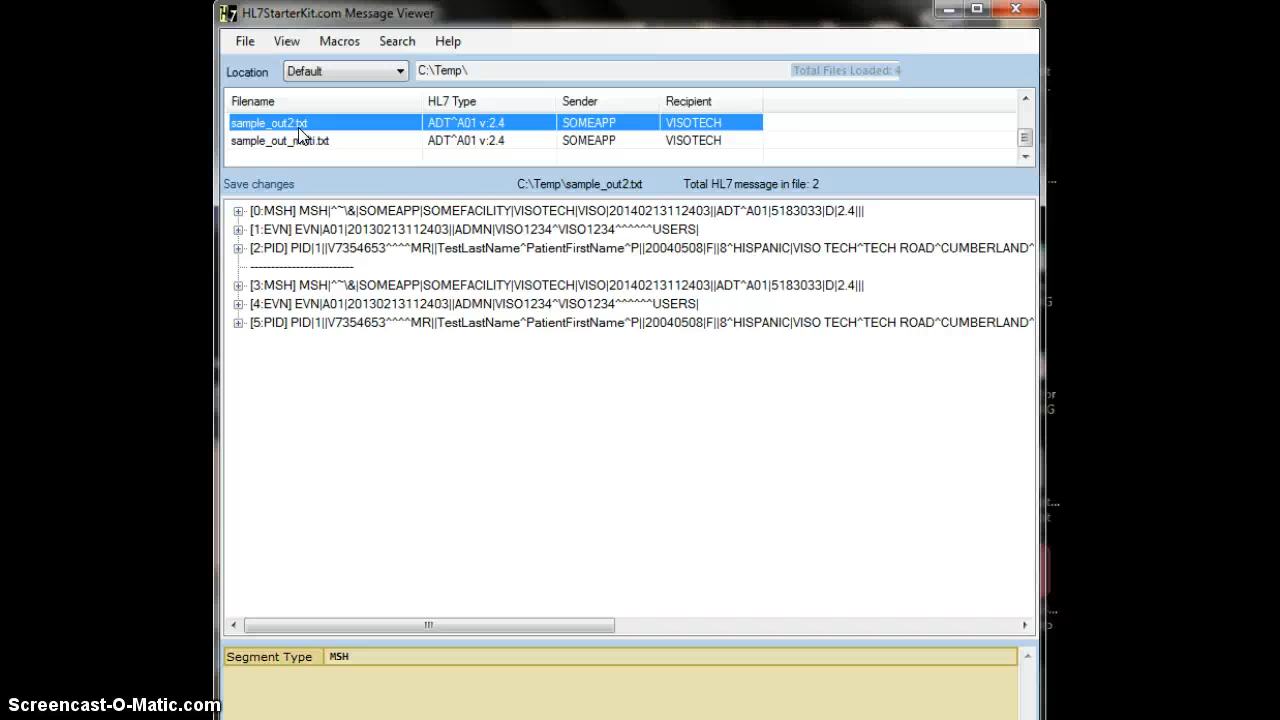 H7 HL7StarterKit.com Message Viewer
File View Macros Search Help
Location Default C:\Temp\ Total Files Loaded: 4
Filename HL7 Type Sender Recipient
sample_out2.txt ADT^A01 v:2.4 SOMEAPP VISOTECH
ADT^A01 v:2.4 SOMEAPP VISOTECH
Save changes C:\Temp\sample_out2.txt Total HL7 message in file: 2
[0:MSH] MSH|^~\&|SOMEAPP|SOMEFACILITY|VISOTECH|VISO|20140213112403||ADT^A01|5183033|D|2.4|||
[1:EVN] EVN|A01|20130213112403||ADMN|VISO1234^VISO1234^^^^^^USERS|
[2:PID] PID|1||V7354653^^^^MR||TestLastName^PatientFirstName^P||20040508|F||8^HISPANIC|VISO TECH^TECH ROAD^CUMBERLAND^
-------------------------
[3:MSH] MSH|^~\&|SOMEAPP|SOMEFACILITY|VISOTECH|VISO|20140213112403||ADT^A01|5183033|D|2.4|||
[4:EVN] EVN|A01|20130213112403||ADMN|VISO1234^VISO1234^^^^^^USERS|
[5:PID] PID|1||V7354653^^^^MR||TestLastName^PatientFirstName^P||20040508|F||8^HISPANIC|VISO TECH^TECH ROAD^CUMBERLAND^
Segment Type MSH
Screencast-O-Matic.com